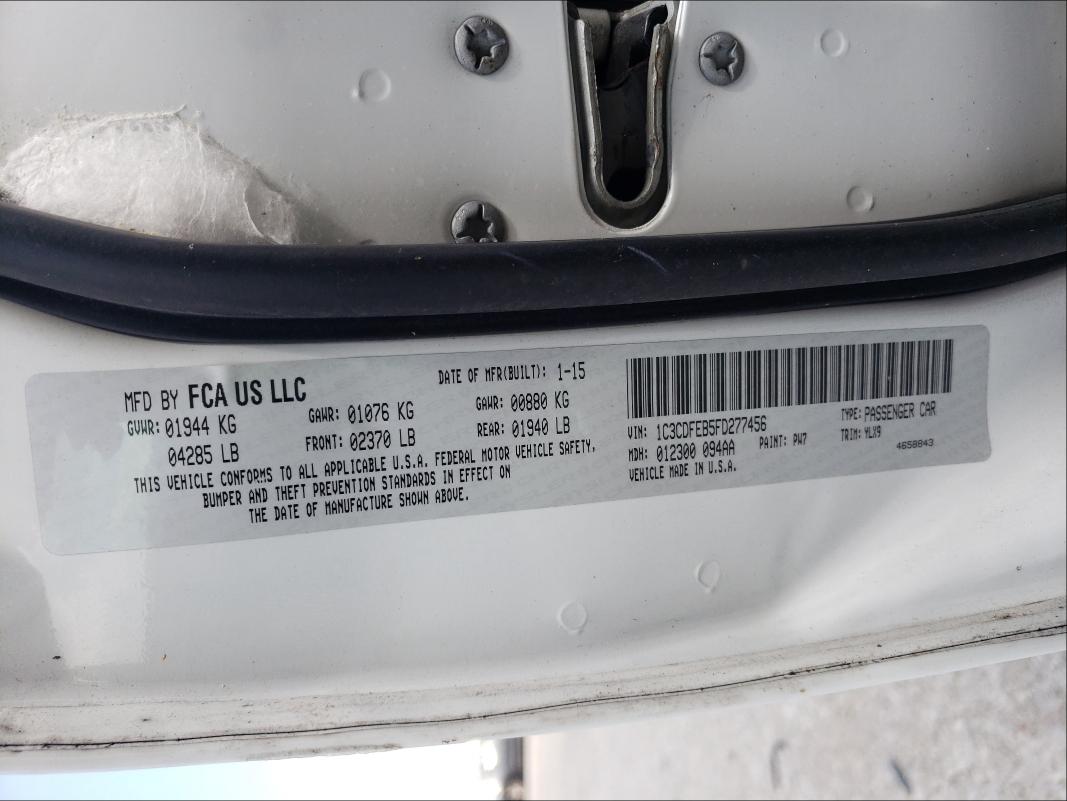 MFD BY FCA US LLC
DATE OF MFR(BUILT): 1-15
GVWR: 01944 KG
04285 LB
GAWR: 01076 KG
FRONT: 02370 LB
GAWR: 00880 KG
REAR: 01940 LB
THIS VEHICLE CONFORMS TO ALL APPLICABLE U.S.A. FEDERAL MOTOR VEHICLE SAFETY,
BUMPER AND THEFT PREVENTION STANDARDS IN EFFECT ON
THE DATE OF MANUFACTURE SHOWN ABOVE.
VIN: 1C3CDFEB5FD277456
TYPE: PASSENGER CAR
MDH: 012300 094AA
PAINT: PW7
TRIM: YLX9
VEHICLE MADE IN U.S.A.
4658843